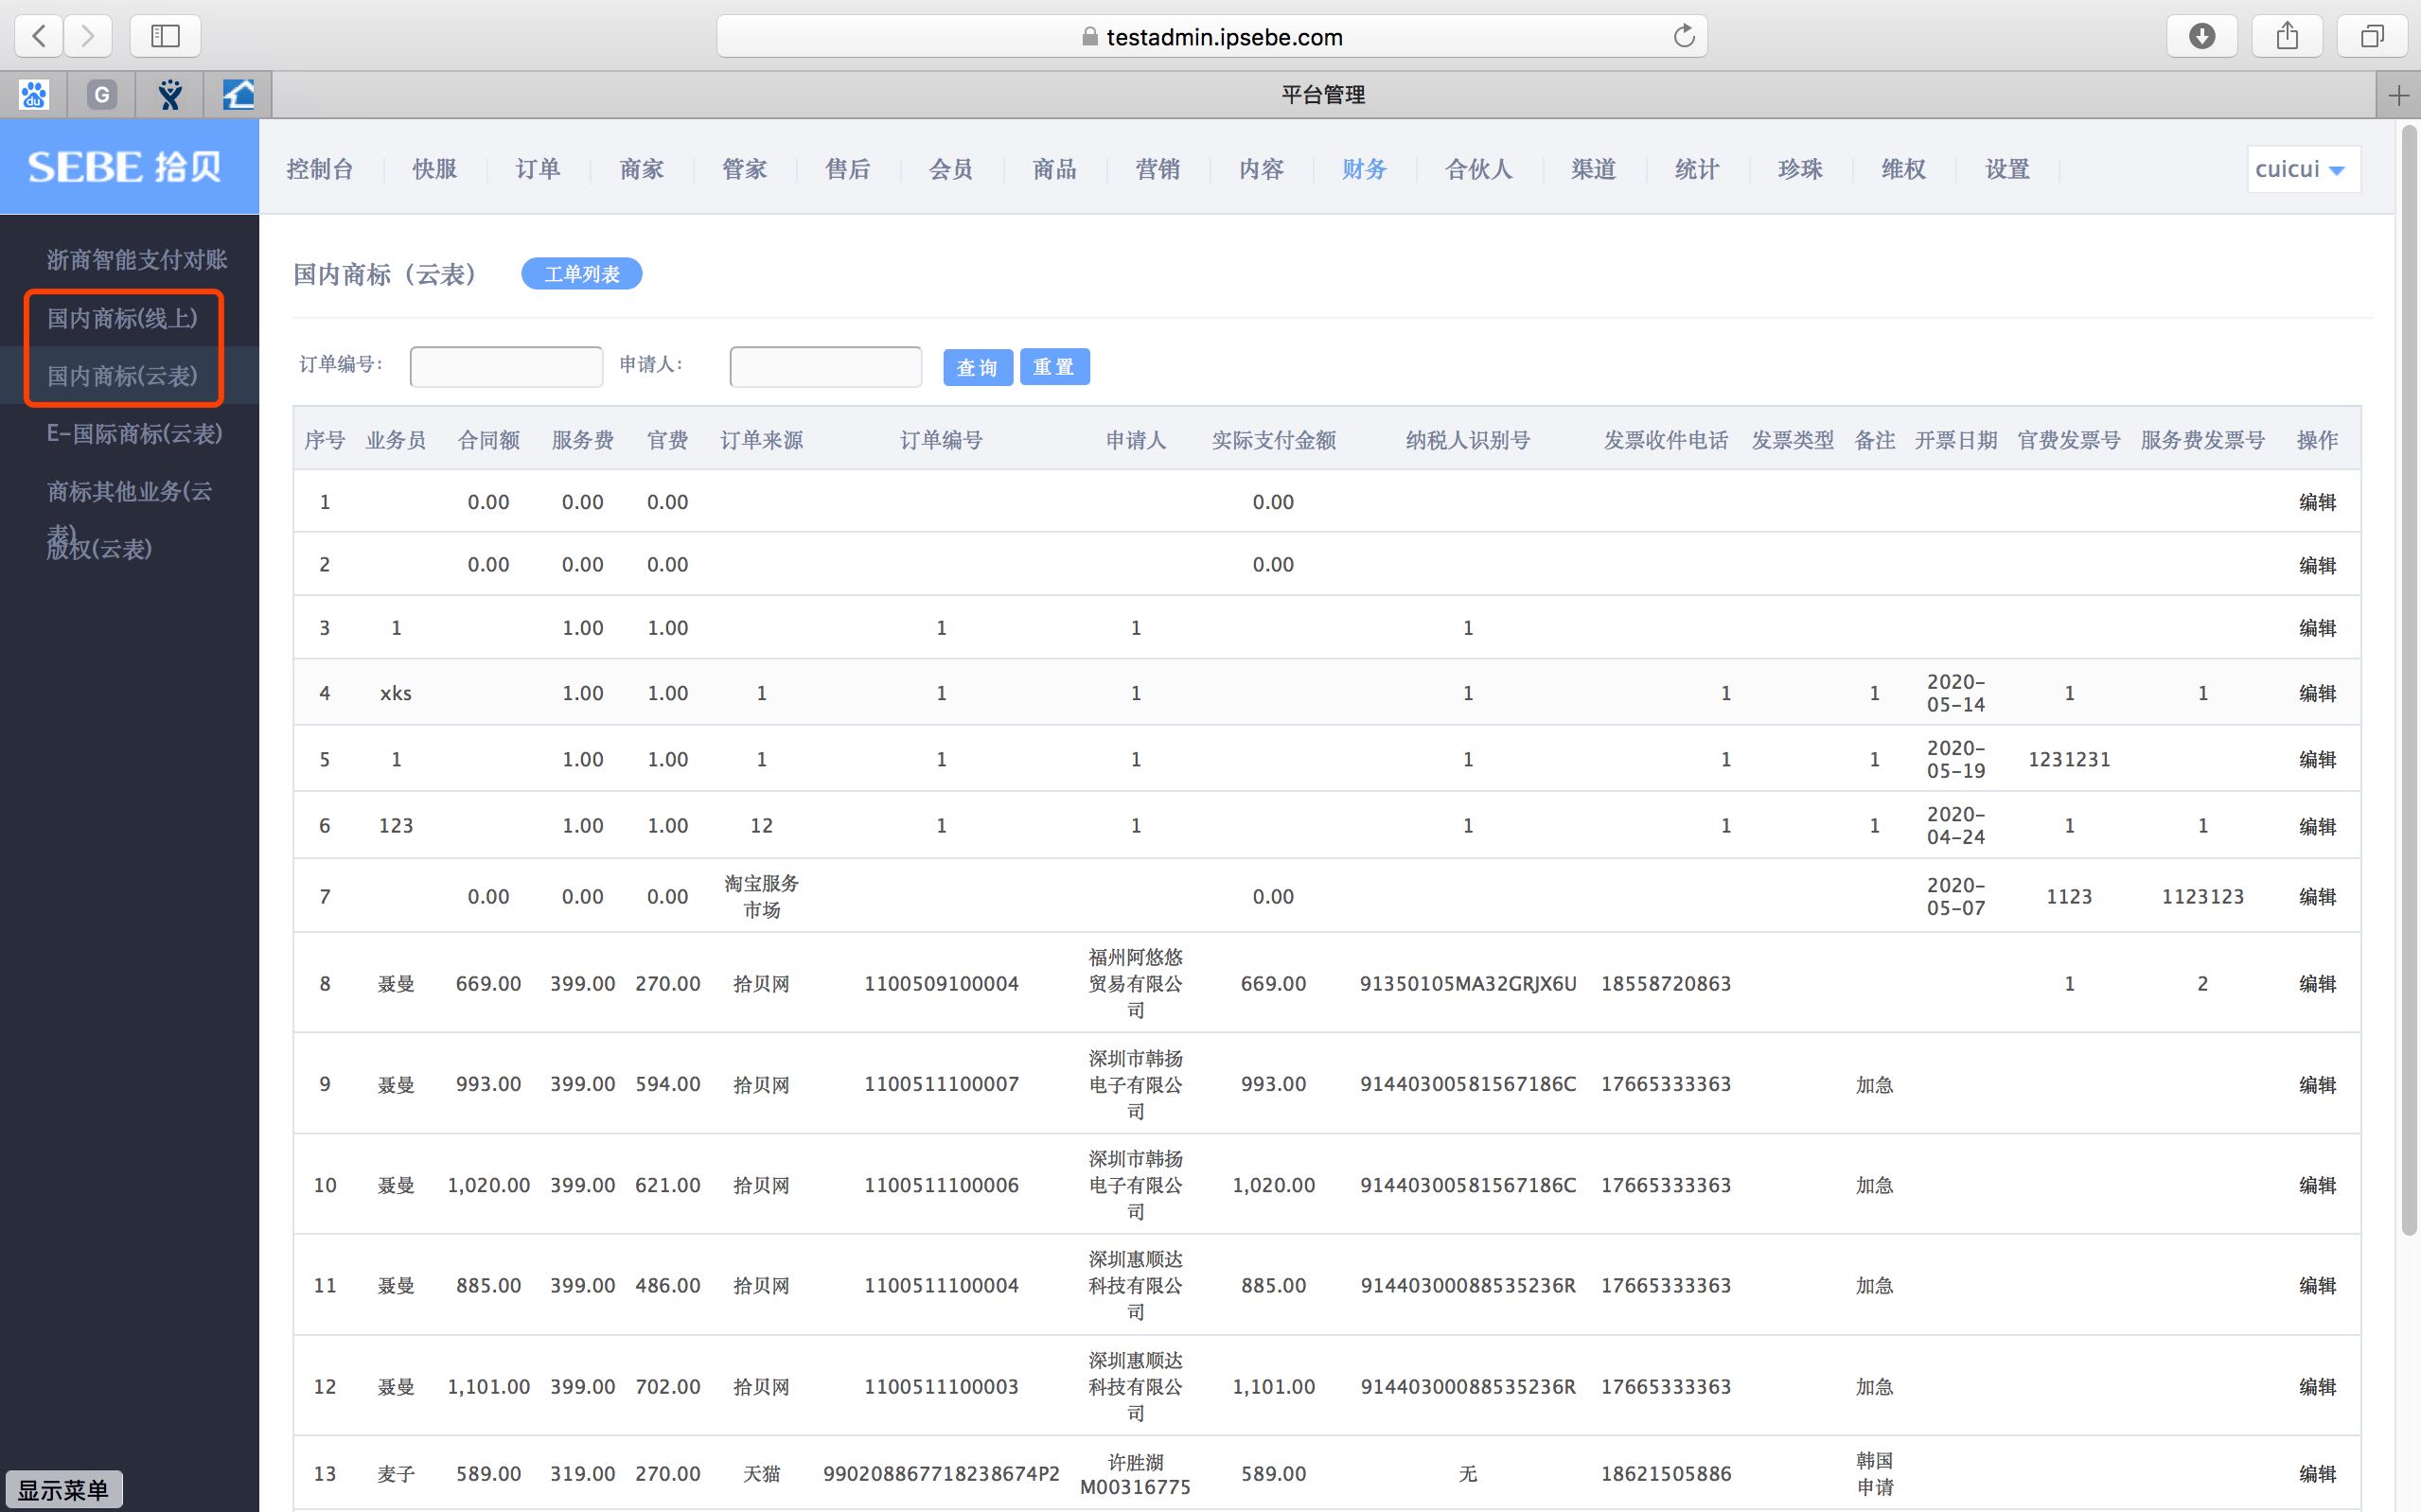 testadmin.ipsebe.com
du
G
平台管理
SEBE 拾贝
控制台 快服 订单 商家 管家 售后 会员 商品 营销 内容 财务 合伙人 渠道 统计 珍珠 维权 设置
cuicui
浙商智能支付对账
国内商标(线上)
国内商标(云表)
E-国际商标(云表)
商标其他业务(云
表)
版权(云表)
国内商标（云表） 工单列表
订单编号: 申请人: 查询 重置
序号 业务员 合同额 服务费 官费 订单来源 订单编号 申请人 实际支付金额 纳税人识别号 发票收件电话 发票类型 备注 开票日期 官费发票号 服务费发票号 操作
1 0.00 0.00 0.00 0.00 编辑
2 0.00 0.00 0.00 0.00 编辑
3 1 1.00 1.00 1 1 1 编辑
4 xks 1.00 1.00 1 1 1 1 1 1 2020-
05-14 1 1 编辑
5 1 1.00 1.00 1 1 1 1 1 1 2020-
05-19 1231231 编辑
6 123 1.00 1.00 12 1 1 1 1 1 2020-
04-24 1 1 编辑
7 0.00 0.00 0.00 淘宝服务
市场 0.00 2020-
05-07 1123 1123123 编辑
8 聂曼 669.00 399.00 270.00 拾贝网 1100509100004 福州阿悠悠
贸易有限公
司 669.00 91350105MA32GRJX6U 18558720863 1 2 编辑
9 聂曼 993.00 399.00 594.00 拾贝网 1100511100007 深圳市韩扬
电子有限公
司 993.00 91440300581567186C 17665333363 加急 编辑
10 聂曼 1,020.00 399.00 621.00 拾贝网 1100511100006 深圳市韩扬
电子有限公
司 1,020.00 91440300581567186C 17665333363 加急 编辑
11 聂曼 885.00 399.00 486.00 拾贝网 1100511100004 深圳惠顺达
科技有限公
司 885.00 91440300088535236R 17665333363 加急 编辑
12 聂曼 1,101.00 399.00 702.00 拾贝网 1100511100003 深圳惠顺达
科技有限公
司 1,101.00 91440300088535236R 17665333363 加急 编辑
13 麦子 589.00 319.00 270.00 天猫 990208867718238674P2 许胜湖
M00316775 589.00 无 18621505886 韩国
申请 编辑
显示菜单